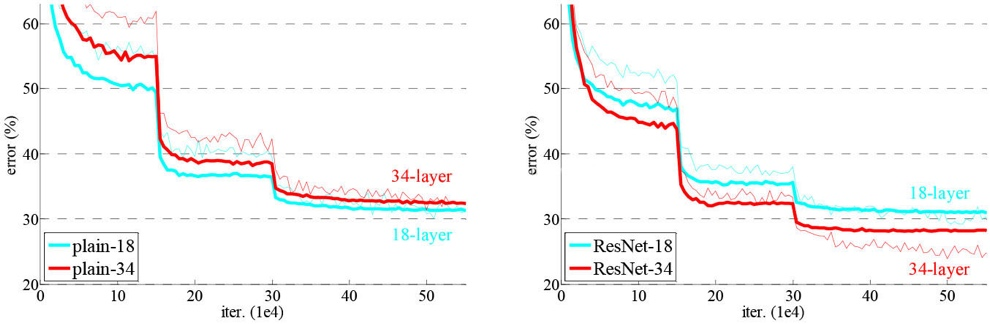 60
50
40
30
20
error (%)
34-layer
18-layer
plain-18
plain-34
0 10 20 30 40 50
iter. (1e4)
60
50
40
30
20
error (%)
18-layer
34-layer
ResNet-18
ResNet-34
0 10 20 30 40 50
iter. (1e4)